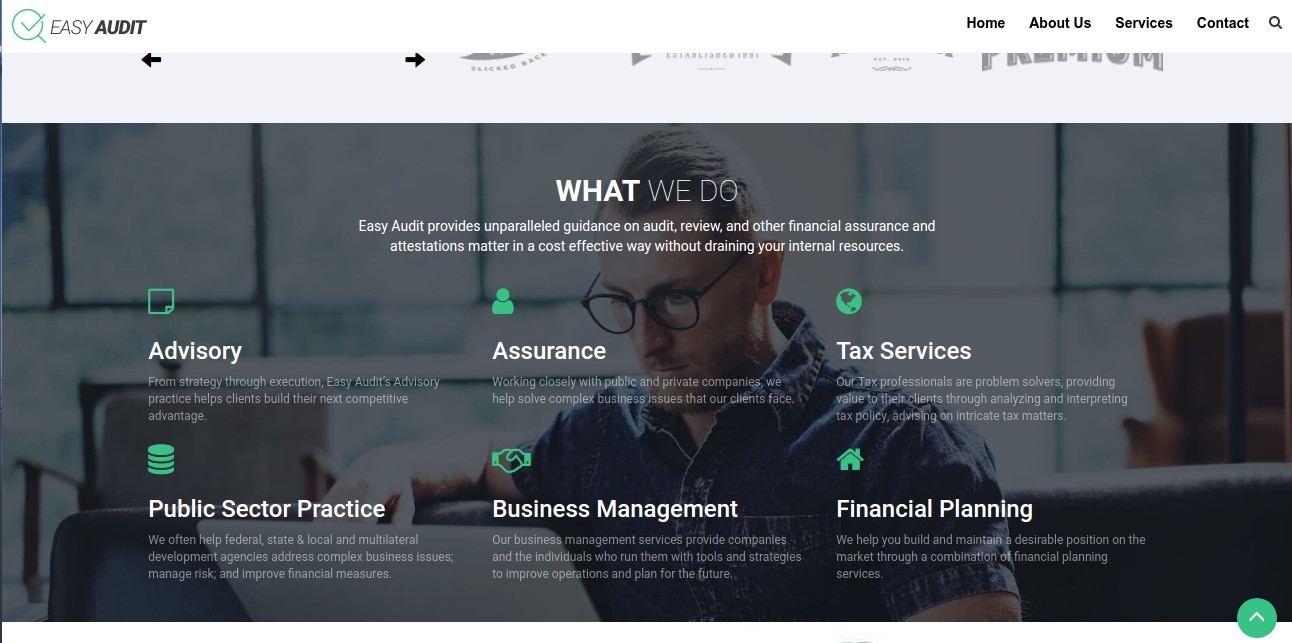 EASY AUDIT
Home About Us Services Contact
SLICKED BACK
ESTABLISHED 1991
PREMIUM
WHAT WE DO
Easy Audit provides unparalleled guidance on audit, review, and other financial assurance and
attestations matter in a cost effective way without draining your internal resources.
Advisory
From strategy through execution, Easy Audit's Advisory
practice helps clients build their next competitive
advantage.
Assurance
Working closely with public and private companies, we
help solve complex business issues that our clients face.
Tax Services
Our Tax professionals are problem solvers, providing
value to their clients through analyzing and interpreting
tax policy, advising on intricate tax matters.
Public Sector Practice
We often help federal, state & local and multilateral
development agencies address complex business issues;
manage risk; and improve financial measures.
Business Management
Our business management services provide companies
and the individuals who run them with tools and strategies
to improve operations and plan for the future.
Financial Planning
We help you build and maintain a desirable position on the
market through a combination of financial planning
services.